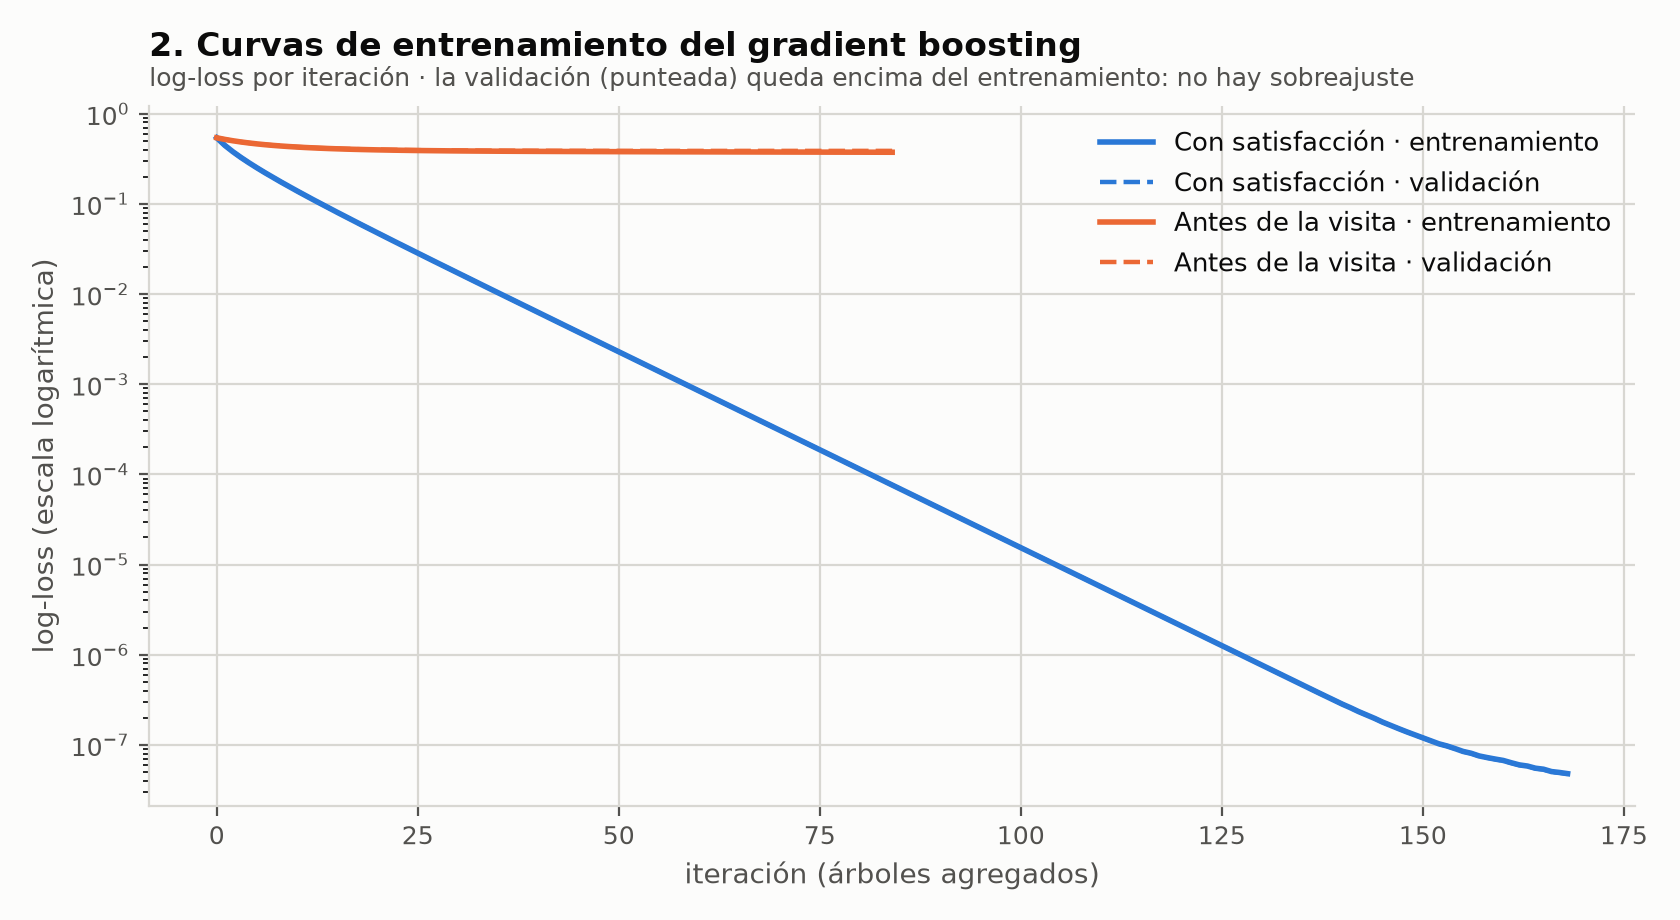 2. Curvas de entrenamiento del gradient boosting
log-loss por iteración · la validación (punteada) queda encima del entrenamiento: no hay sobreajuste
log-loss (escala logarítmica)
10⁰
10⁻¹
10⁻²
10⁻³
10⁻⁴
10⁻⁵
10⁻⁶
10⁻⁷
Con satisfacción · entrenamiento
Con satisfacción · validación
Antes de la visita · entrenamiento
Antes de la visita · validación
0 25 50 75 100 125 150 175
iteración (árboles agregados)